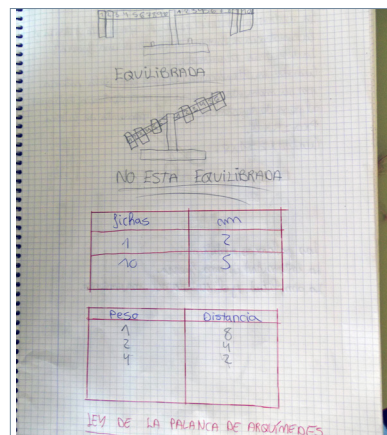 EQUILIBRADA
NO ESTA EQUILIBRADA
fichas cm
1 2
10 5
Peso Distancia
1 8
2 4
4 2
LEY DE LA PALANCA DE ARQUÍMEDES